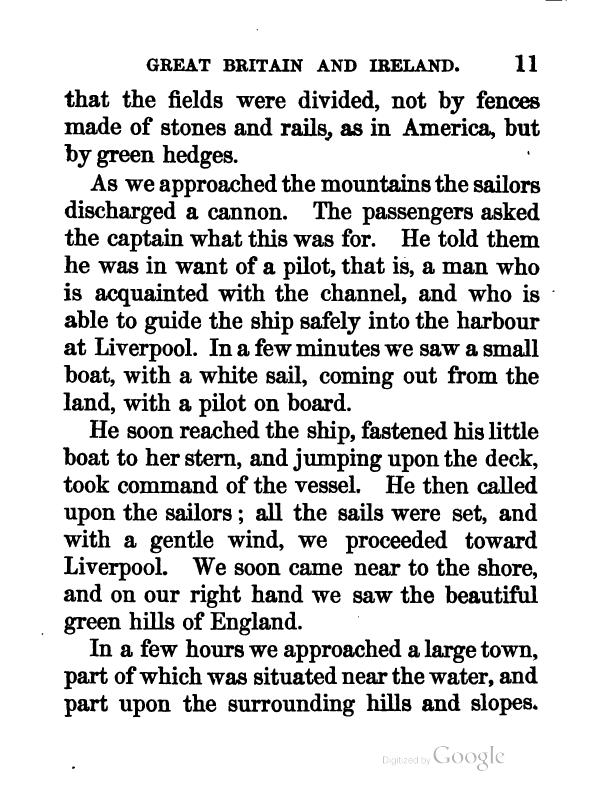 GREAT BRITAIN AND IRELAND. 11
that the fields were divided, not by fences
made of stones and rails, as in America, but
by green hedges.
As we approached the mountains the sailors
discharged a cannon. The passengers asked
the captain what this was for. He told them
he was in want of a pilot, that is, a man who
is acquainted with the channel, and who is
able to guide the ship safely into the harbour
at Liverpool. In a few minutes we saw a small
boat, with a white sail, coming out from the
land, with a pilot on board.
He soon reached the ship, fastened his little
boat to her stern, and jumping upon the deck,
took command of the vessel. He then called
upon the sailors; all the sails were set, and
with a gentle wind, we proceeded toward
Liverpool. We soon came near to the shore,
and on our right hand we saw the beautiful
green hills of England.
In a few hours we approached a large town,
part of which was situated near the water, and
part upon the surrounding hills and slopes.
Digitized by Google